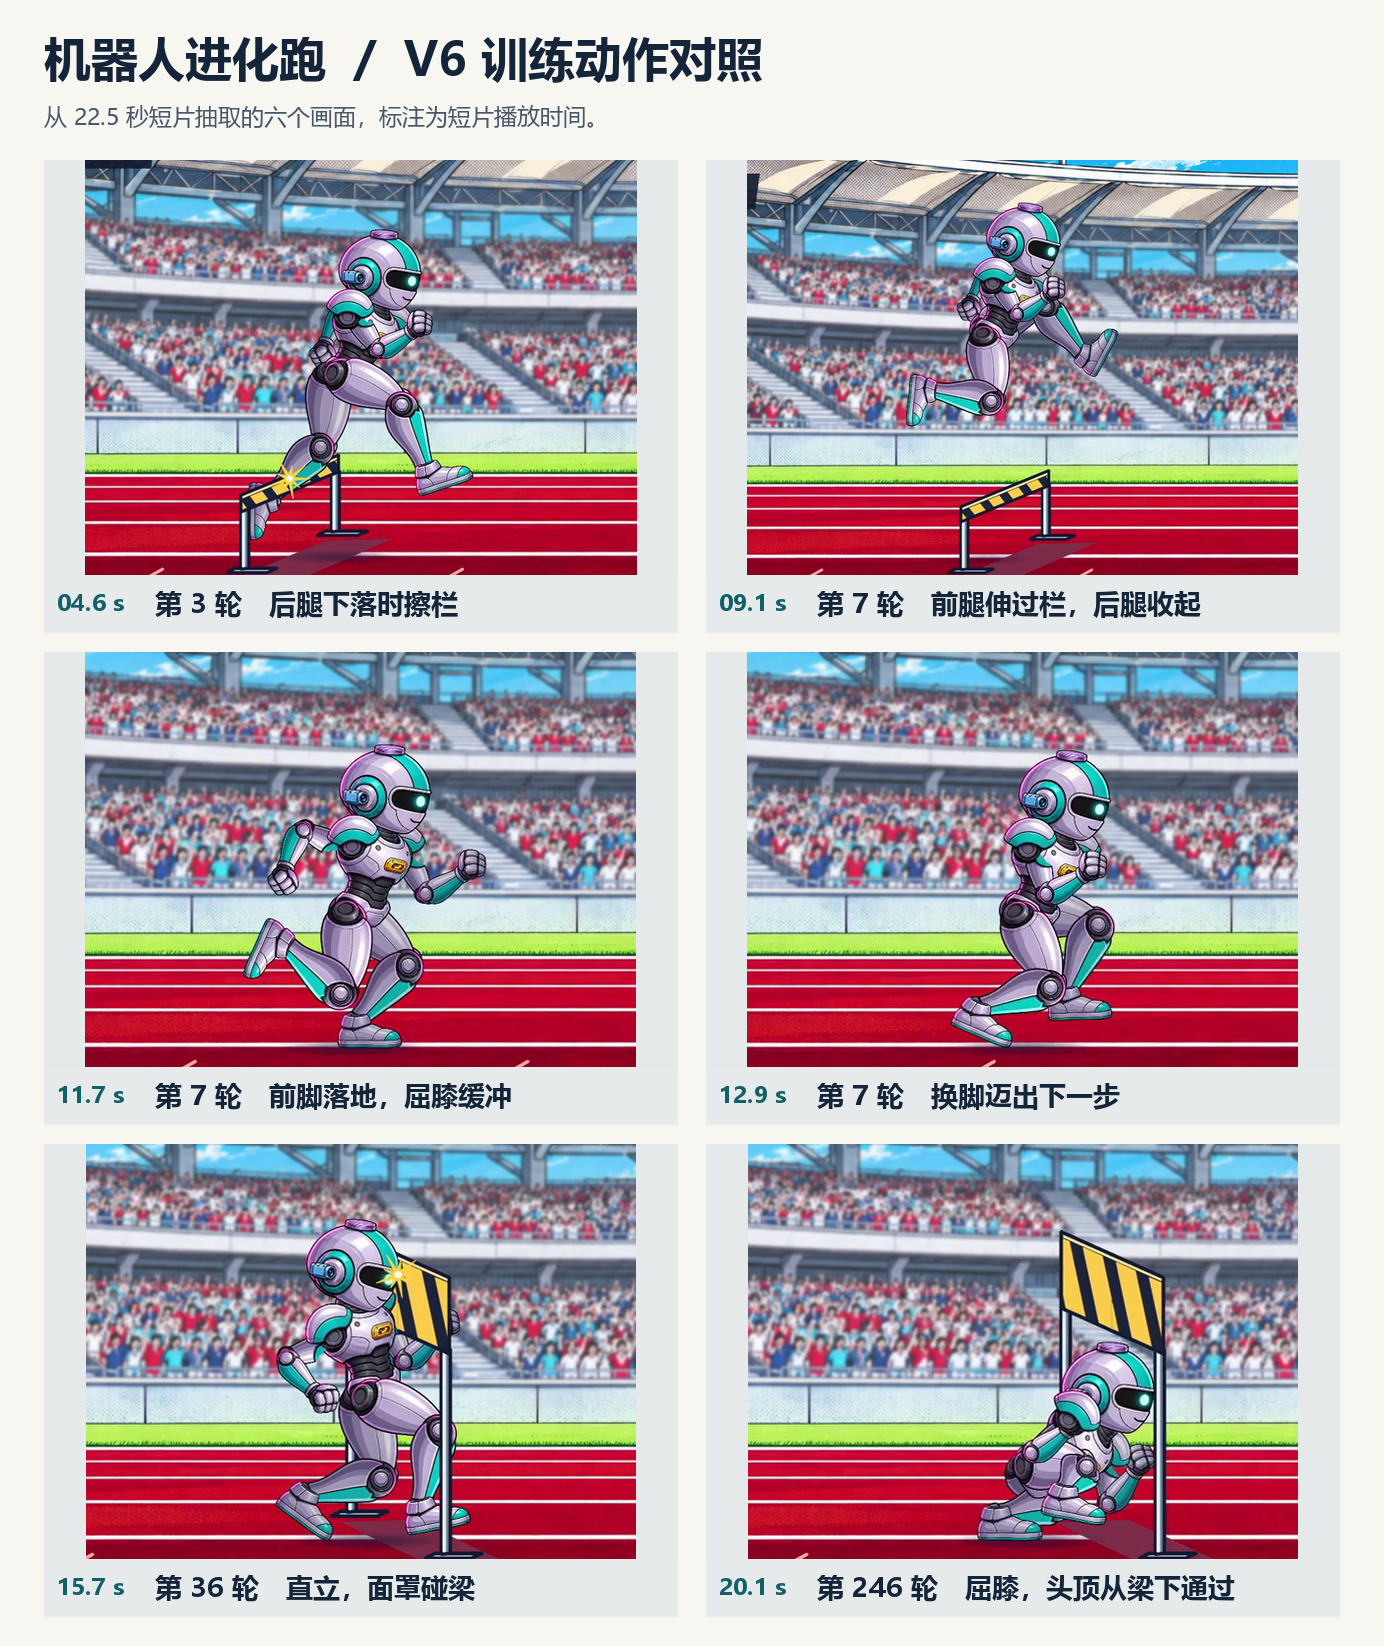 机器人进化跑 / V6 训练动作对照
从 22.5 秒短片抽取的六个画面，标注为短片播放时间。
04.6 s 第 3 轮 后腿下落时擦栏
09.1 s 第 7 轮 前腿伸过栏，后腿收起
11.7 s 第 7 轮 前脚落地，屈膝缓冲
12.9 s 第 7 轮 换脚迈出下一步
15.7 s 第 36 轮 直立，面罩碰梁
20.1 s 第 246 轮 屈膝，头顶从梁下通过